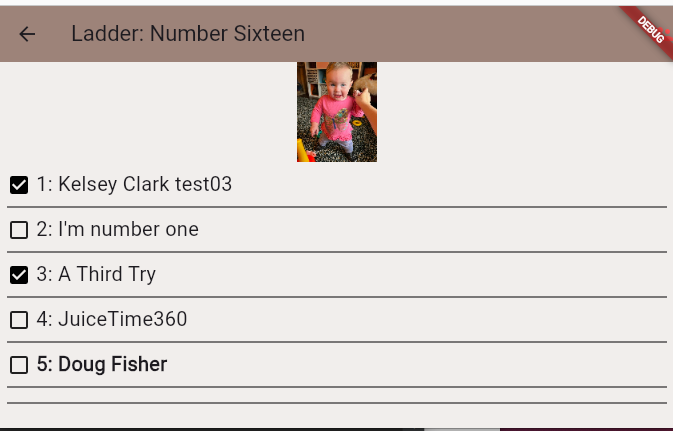 Ladder: Number Sixteen
DEBUG
1: Kelsey Clark test03
2: I'm number one
3: A Third Try
4: JuiceTime360
5: Doug Fisher